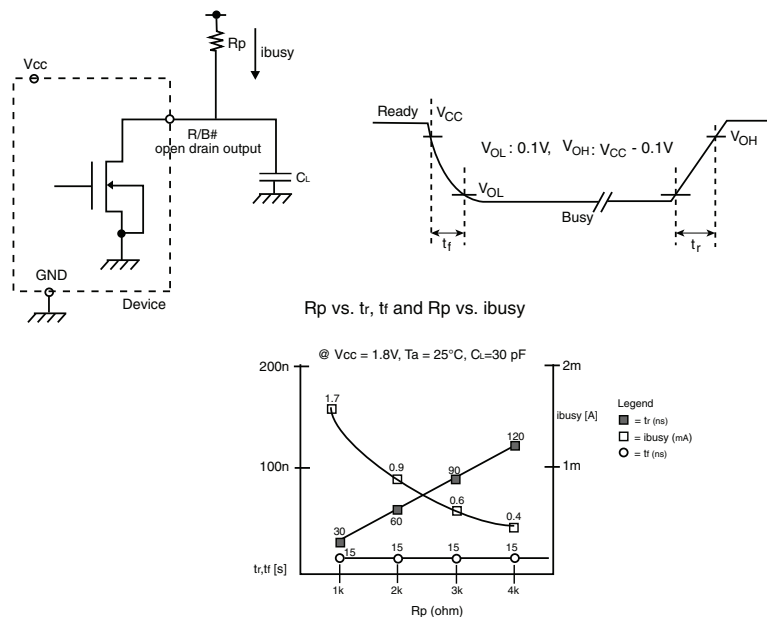 Rp
ibusy
Vcc
R/B#
open drain output
CL
GND
Device
Ready
VCC
VOL : 0.1V, VOH : VCC - 0.1V
VOH
VOL
Busy
tf
tr
Rp vs. tr, tf and Rp vs. ibusy
@ Vcc = 1.8V, Ta = 25°C, CL=30 pF
200n
2m
1.7
ibusy [A]
Legend
= tr (ns)
= ibusy (mA)
= tf (ns)
120
100n
0.9
90
1m
0.6
0.4
30
60
15
15
15
15
tr,tf [s]
1k
2k
3k
4k
Rp (ohm)